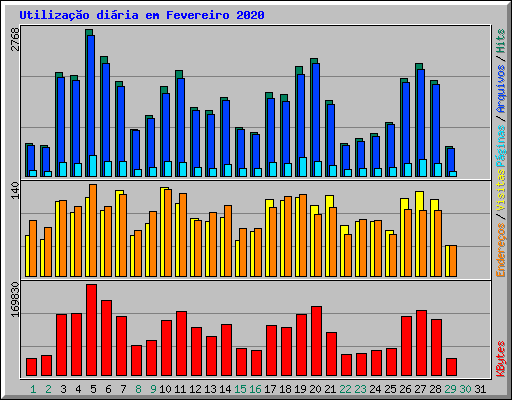 Utilização diária em Fevereiro 2020
2768
Páginas / Arquivos / Hits
140
Endereços / Visitas
169830
KBytes
1 2 3 4 5 6 7 8 9 10 11 12 13 14 15 16 17 18 19 20 21 22 23 24 25 26 27 28 29 30 31